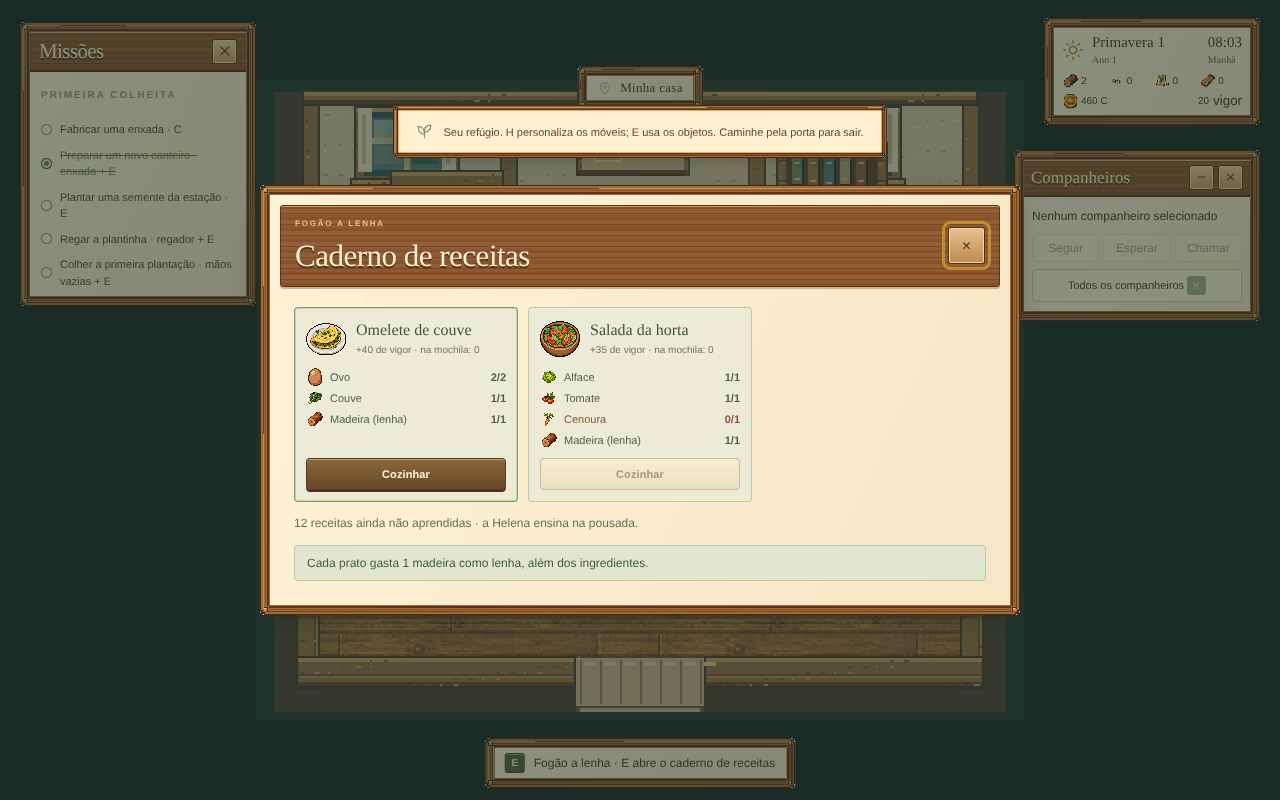 Missões
PRIMEIRA COLHEITA
Fabricar uma enxada · C
Preparar um novo canteiro ·
enxada + E
Plantar uma semente da estação ·
E
Regar a plantinha · regador + E
Colher a primeira plantação · mãos
vazias + E
Minha casa
Seu refúgio. H personaliza os móveis; E usa os objetos. Caminhe pela porta para sair.
Primavera 1 08:03
Ano 1 Manhã
2 0 0 0
460 C 20 vigor
Companheiros
Nenhum companheiro selecionado
Seguir Esperar Chamar
Todos os companheiros K
FOGÃO A LENHA
Caderno de receitas
Omelete de couve
+40 de vigor · na mochila: 0
Ovo 2/2
Couve 1/1
Madeira (lenha) 1/1
Cozinhar
Salada da horta
+35 de vigor · na mochila: 0
Alface 1/1
Tomate 1/1
Cenoura 0/1
Madeira (lenha) 1/1
Cozinhar
12 receitas ainda não aprendidas · a Helena ensina na pousada.
Cada prato gasta 1 madeira como lenha, além dos ingredientes.
E Fogão a lenha · E abre o caderno de receitas